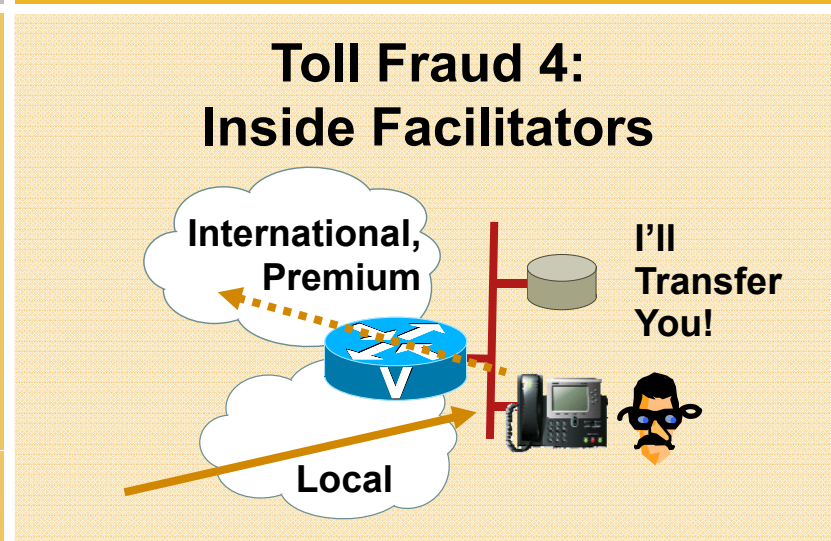 Toll Fraud 4:
Inside Facilitators
International,
Premium
I’ll
Transfer
You!
V
Local